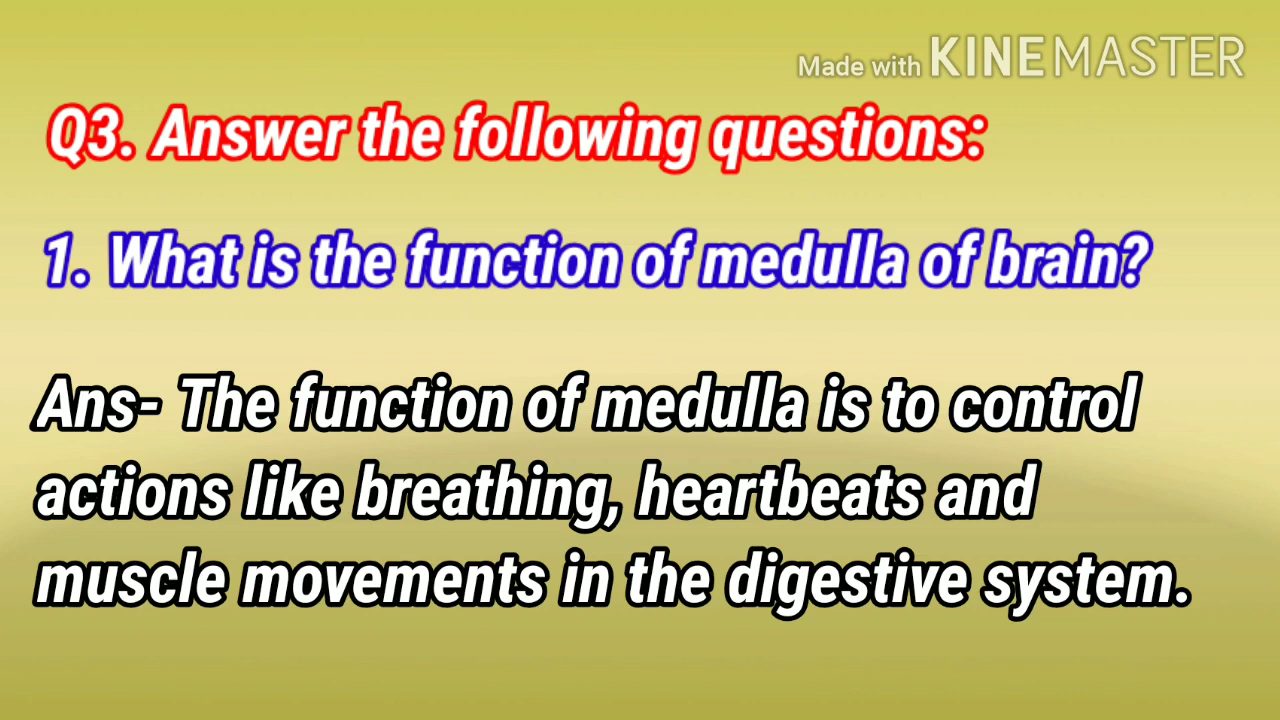 Made with KINEMASTER
Q3. Answer the following questions:
1. What is the function of medulla of brain?
Ans- The function of medulla is to control
actions like breathing, heartbeats and
muscle movements in the digestive system.